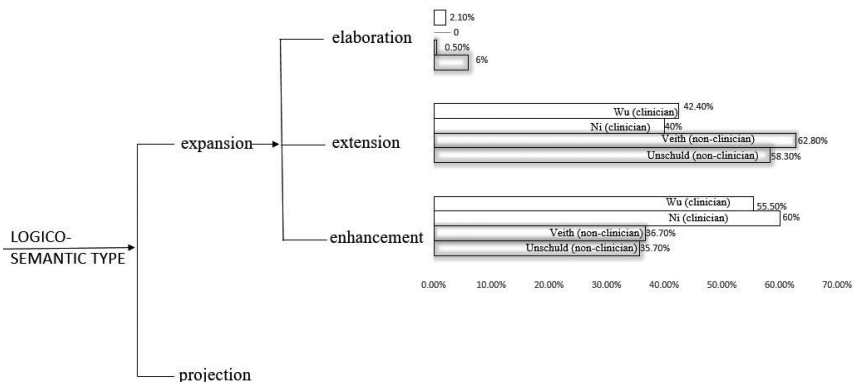 elaboration
2.10%
0
0.50%
6%
Wu (clinician)
42.40%
Ni (clinician)
40%
expansion
extension
Veith (non-clinician)
62.80%
Unschuld (non-clinician)
58.30%
Wu (clinician)
55.50%
Ni (clinician)
60%
LOGICO-
SEMANTIC TYPE
enhancement
Veith (non-clinician)
36.70%
Unschuld (non-clinician)
35.70%
0.00% 10.00% 20.00% 30.00% 40.00% 50.00% 60.00% 70.00%
projection